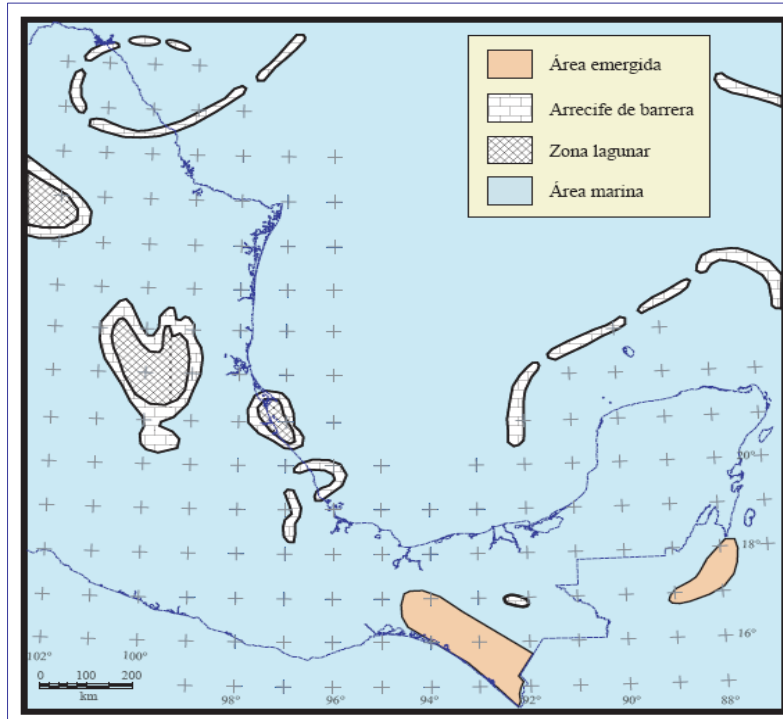 Área emergida
Arrecife de barrera
Zona lagunar
Área marina
20°
18°
16°
102°
100°
0 100 200
km
98°
96°
94°
92°
90°
88°